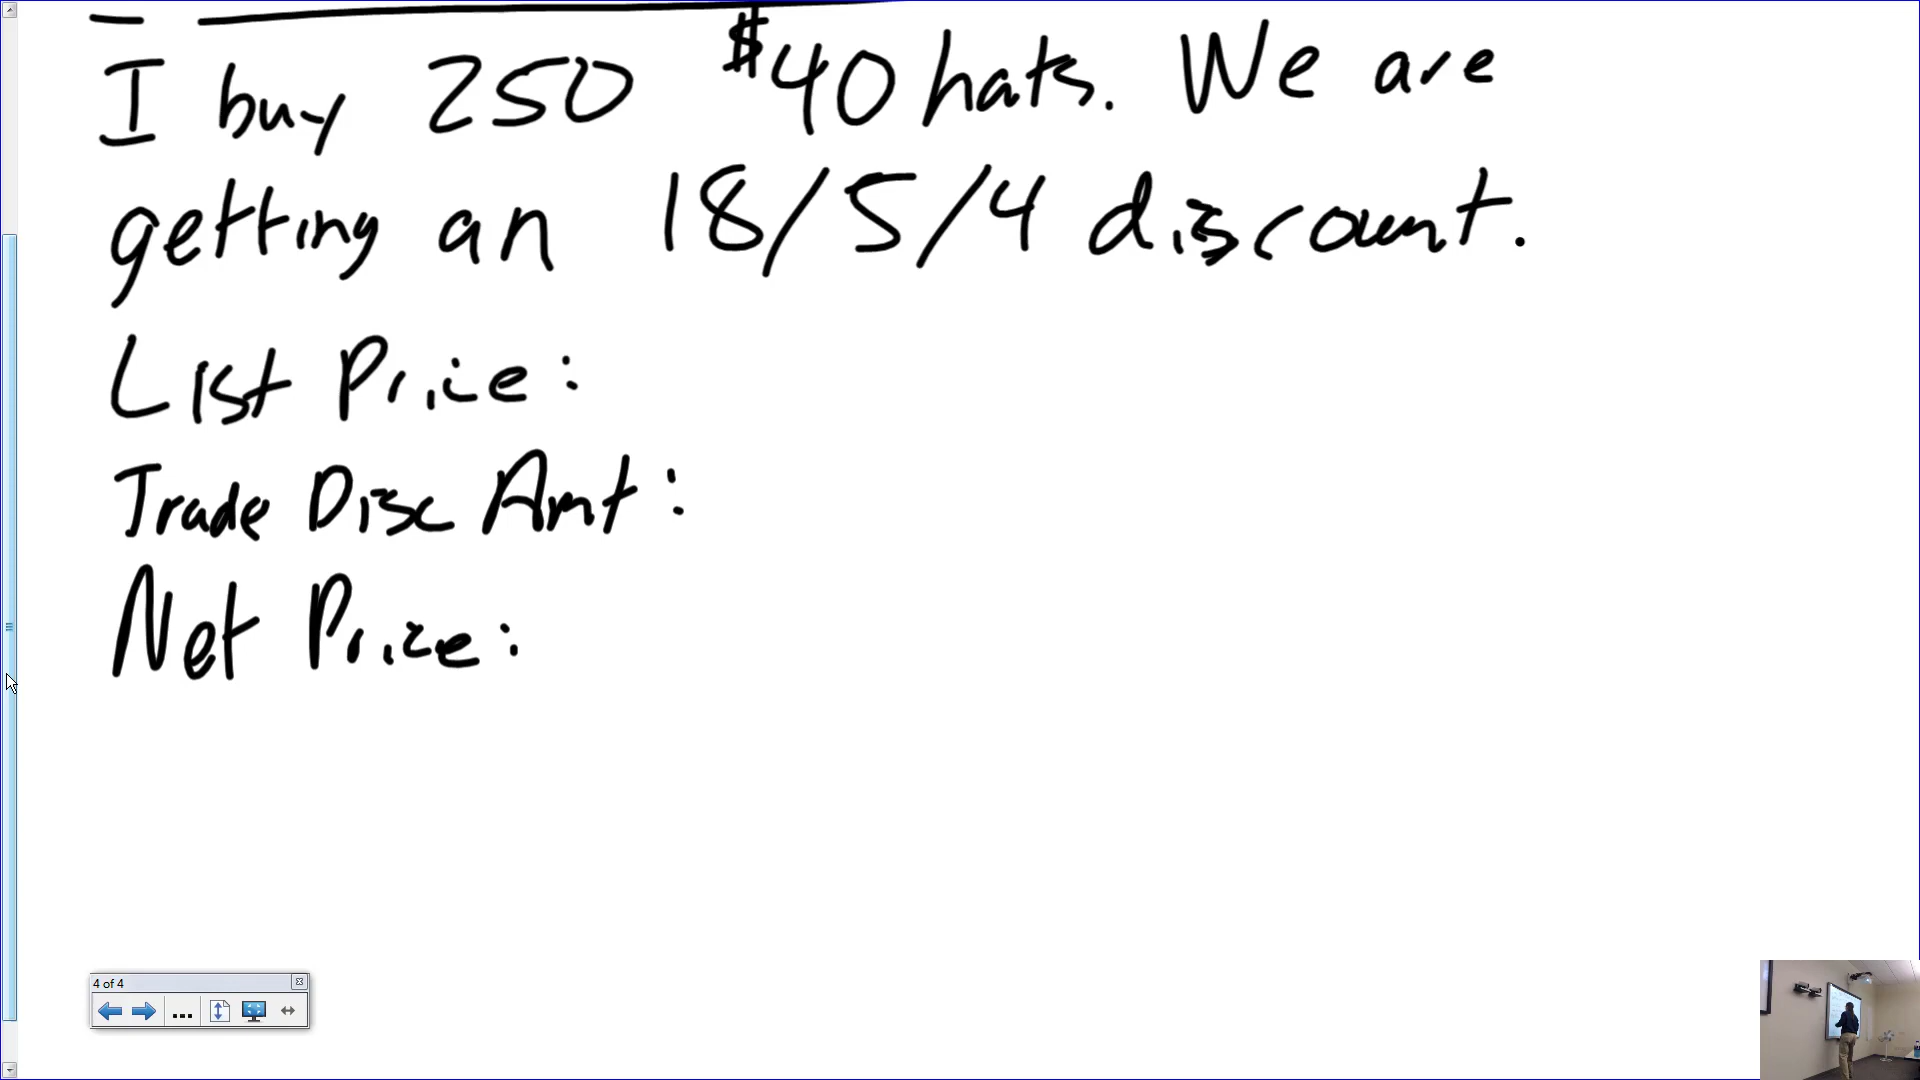 I buy 250 $40 hats. We are
getting an 18/5/4 discount.
List Price:
Trade Disc Amt:
Net Price:
4 of 4